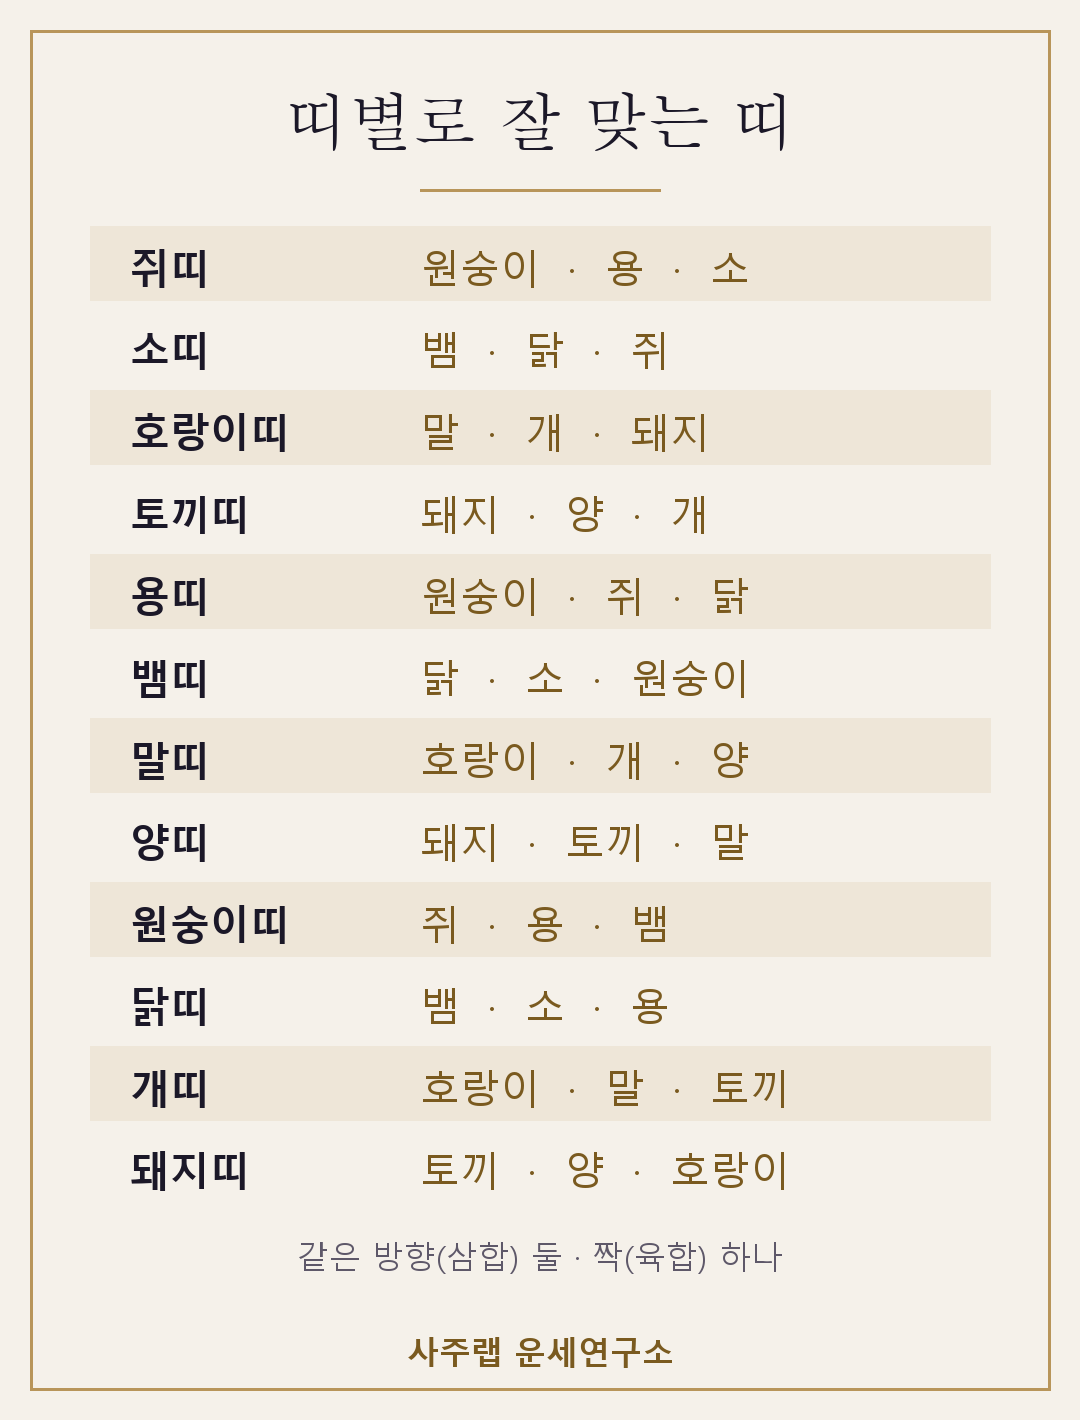 띠별로 잘 맞는 띠
쥐띠 원숭이 · 용 · 소
소띠 뱀 · 닭 · 쥐
호랑이띠 말 · 개 · 돼지
토끼띠 돼지 · 양 · 개
용띠 원숭이 · 쥐 · 닭
뱀띠 닭 · 소 · 원숭이
말띠 호랑이 · 개 · 양
양띠 돼지 · 토끼 · 말
원숭이띠 쥐 · 용 · 뱀
닭띠 뱀 · 소 · 용
개띠 호랑이 · 말 · 토끼
돼지띠 토끼 · 양 · 호랑이
같은 방향(삼합) 둘 · 짝(육합) 하나
사주랩 운세연구소